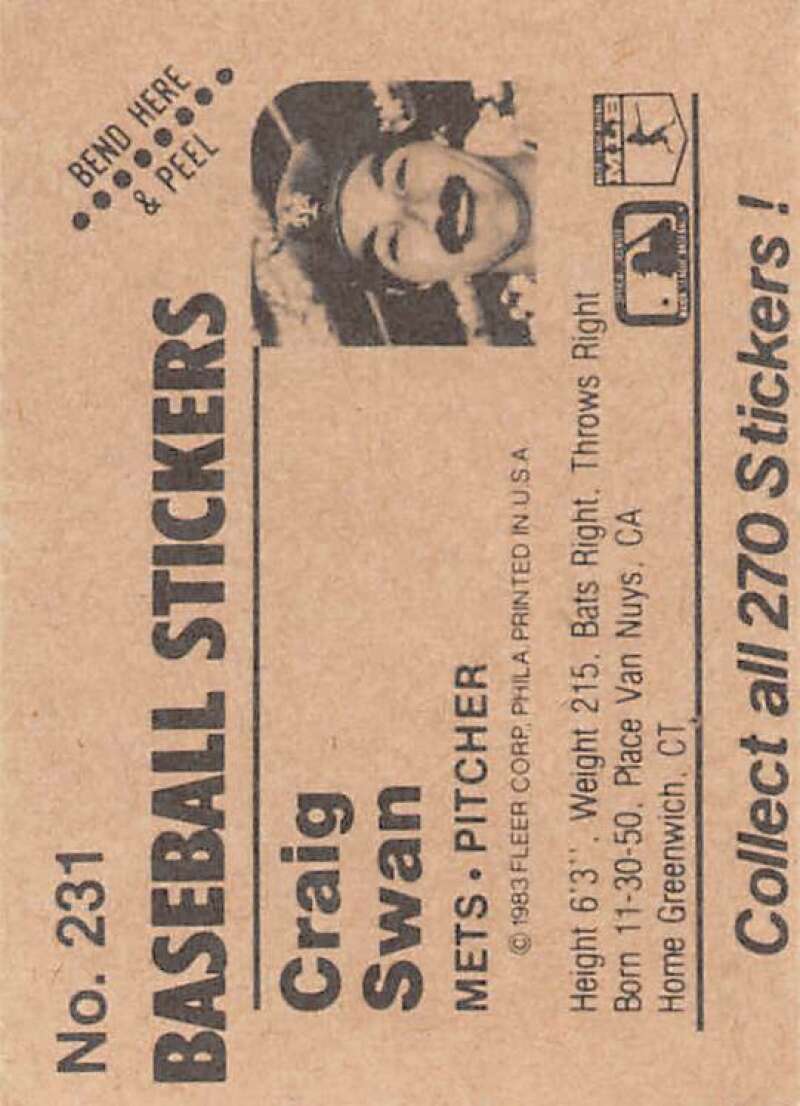 No. 231
BEND HERE
& PEEL
BASEBALL STICKERS
Craig
Swan
METS • PITCHER
© 1983 FLEER CORP. PHILA PRINTED IN U.S.A
Height 6'3'', Weight 215, Bats Right, Throws Right
Born 11-30-50, Place Van Nuys, CA
Home Greenwich, CT
Collect all 270 Stickers !